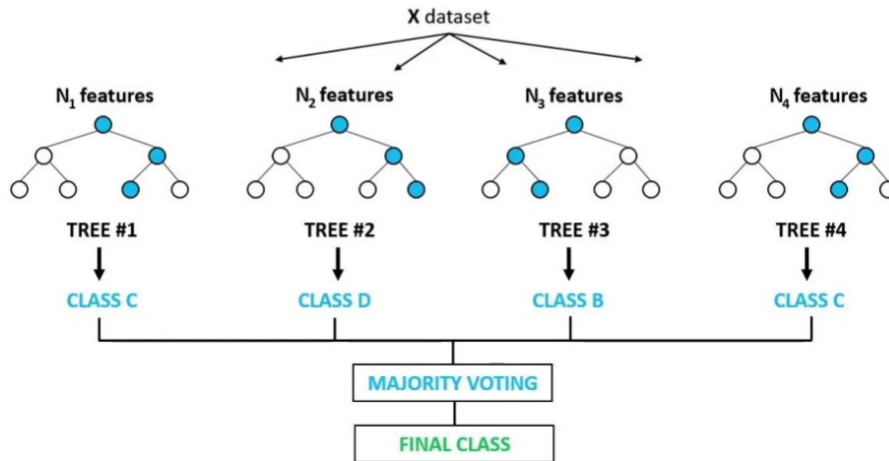 X dataset
N₁ features N₂ features N₃ features N₄ features
TREE #1 TREE #2 TREE #3 TREE #4
CLASS C CLASS D CLASS B CLASS C
MAJORITY VOTING
FINAL CLASS